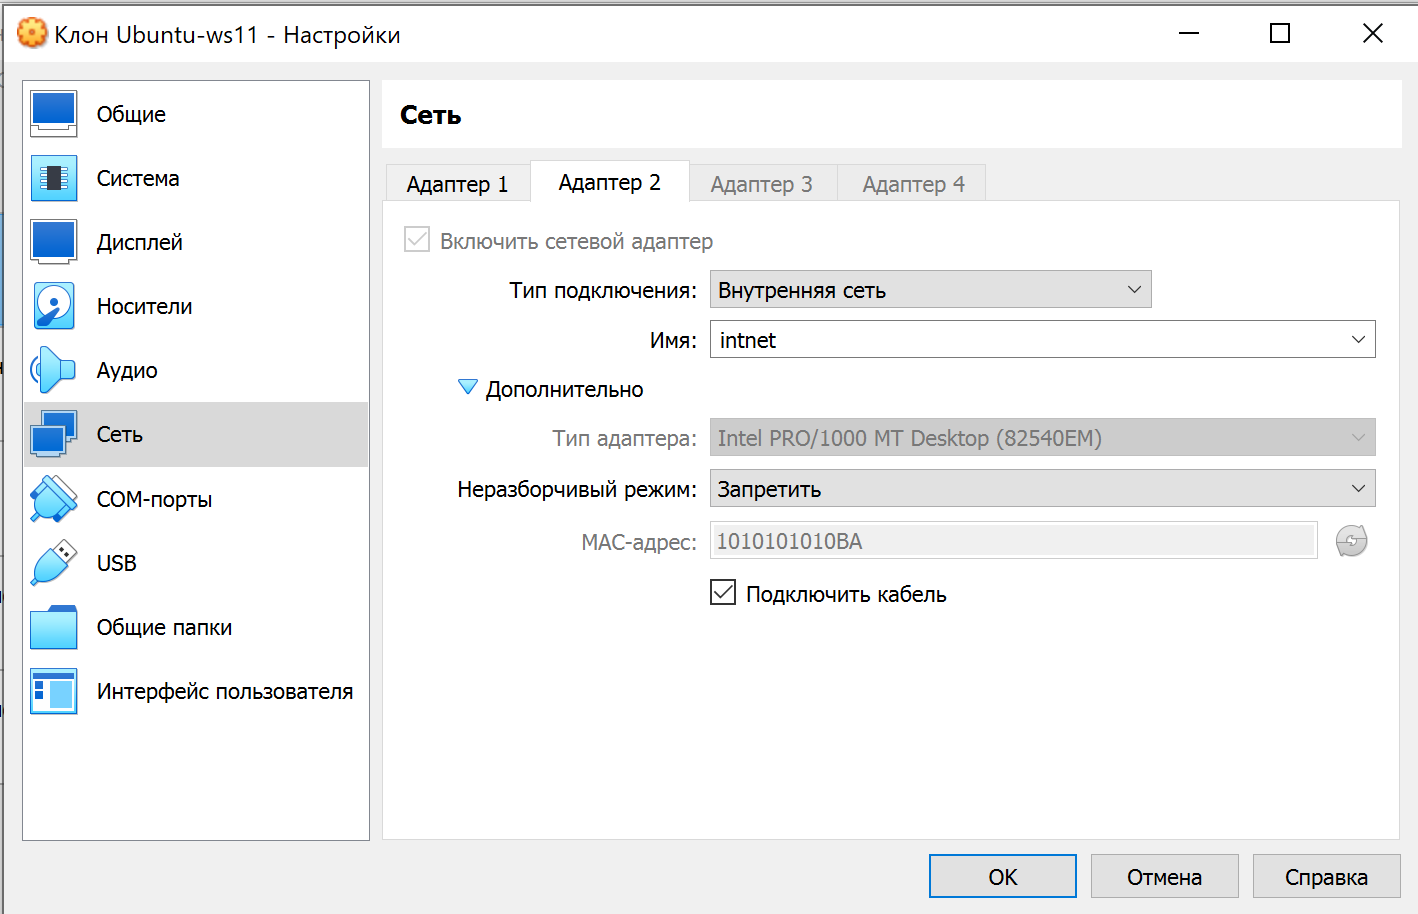 Клон Ubuntu-ws11 - Настройки
Общие
Система
Дисплей
Носители
Аудио
Сеть
COM-порты
USB
Общие папки
Интерфейс пользователя
Сеть
Адаптер 1
Адаптер 2
Адаптер 3
Адаптер 4
Включить сетевой адаптер
Тип подключения: Внутренняя сеть
Имя: intnet
Дополнительно
Тип адаптера: Intel PRO/1000 MT Desktop (82540EM)
Неразборчивый режим: Запретить
MAC-адрес: 1010101010BA
Подключить кабель
OK
Отмена
Справка